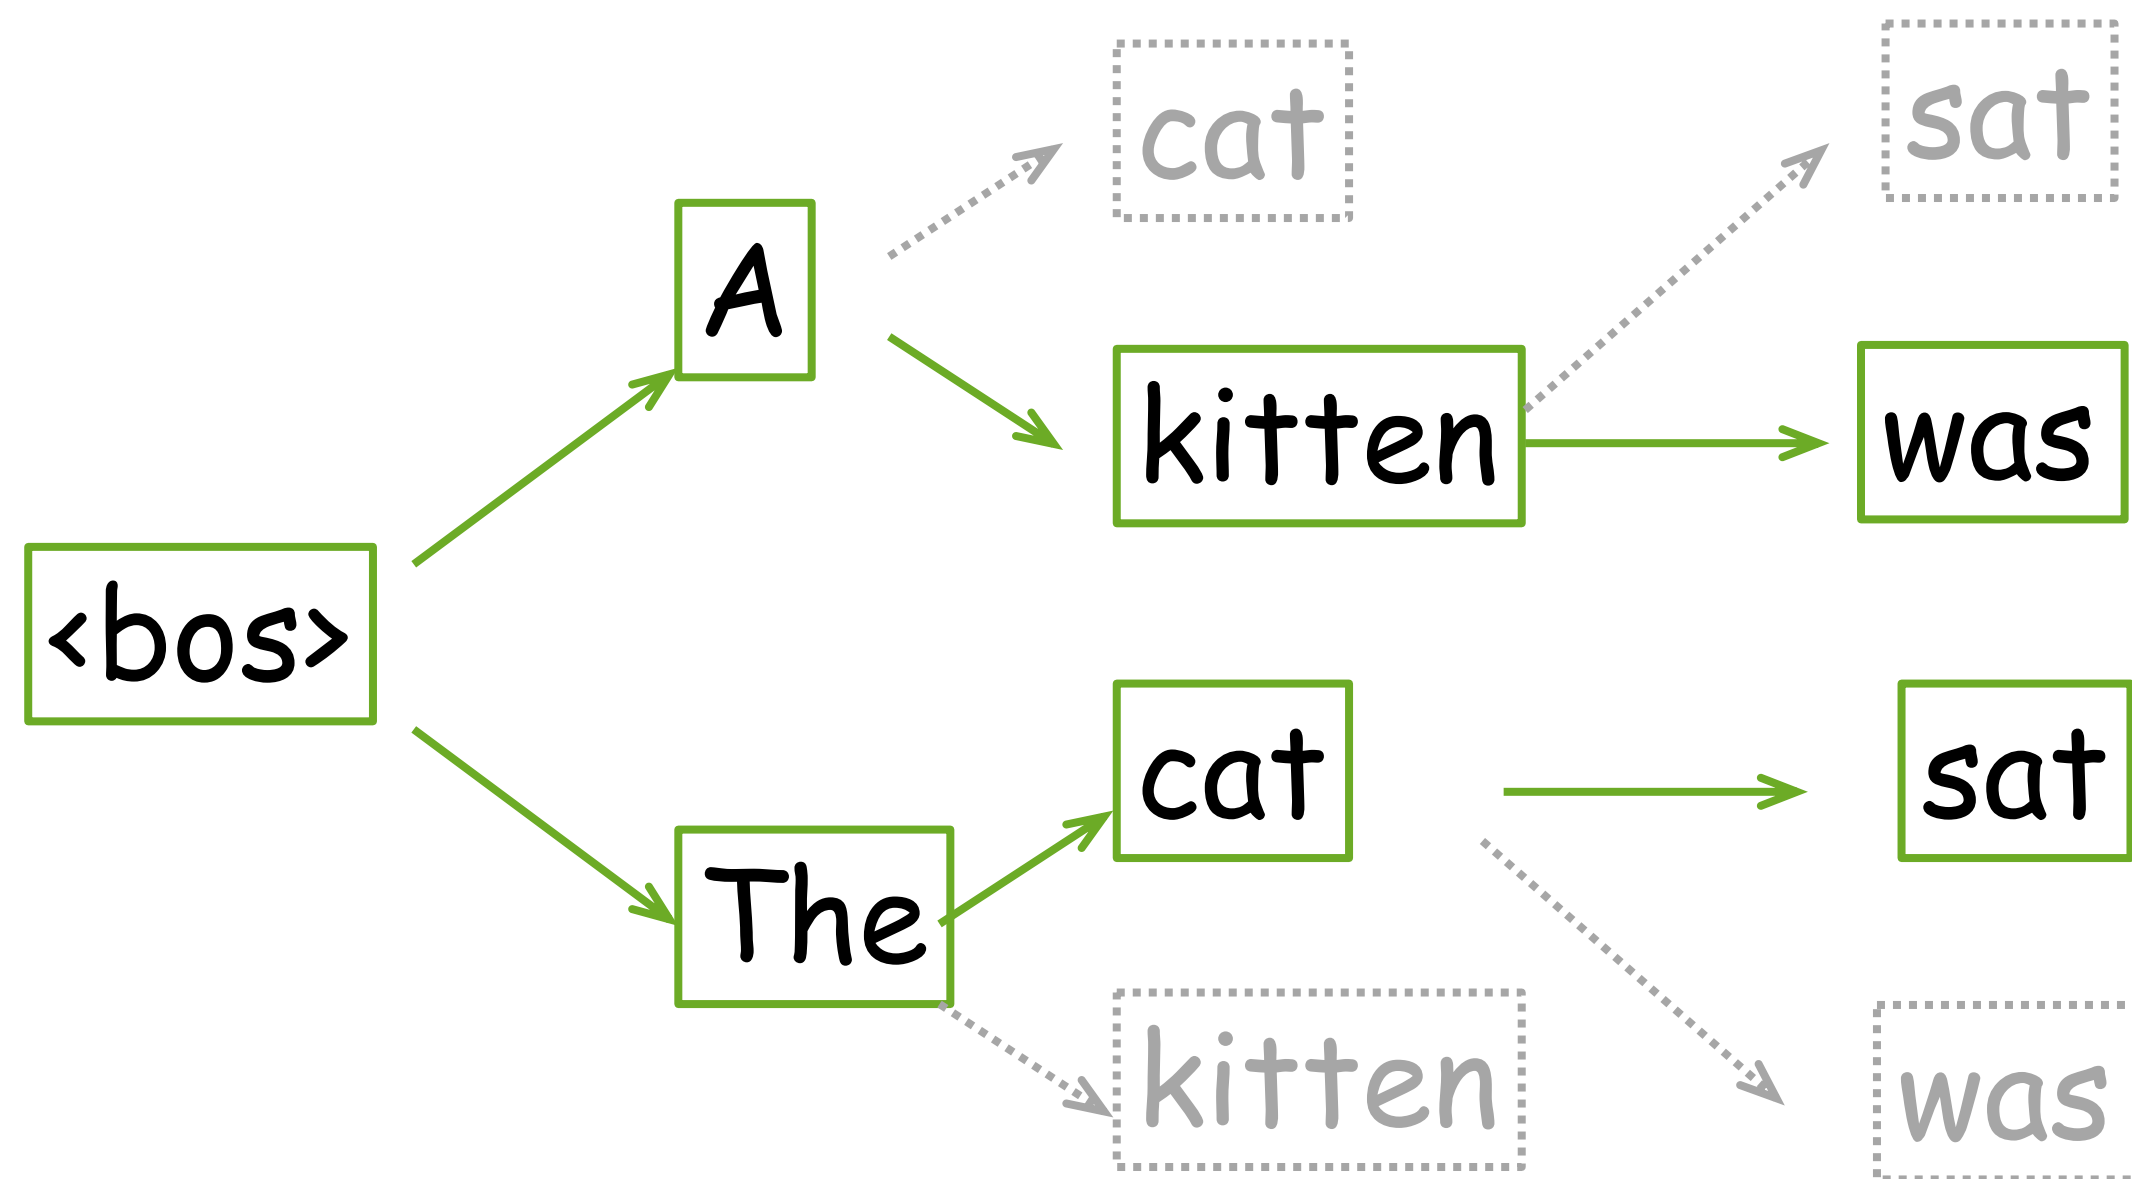 <bos>
A
The
cat
kitten
cat
kitten
sat
was
sat
was